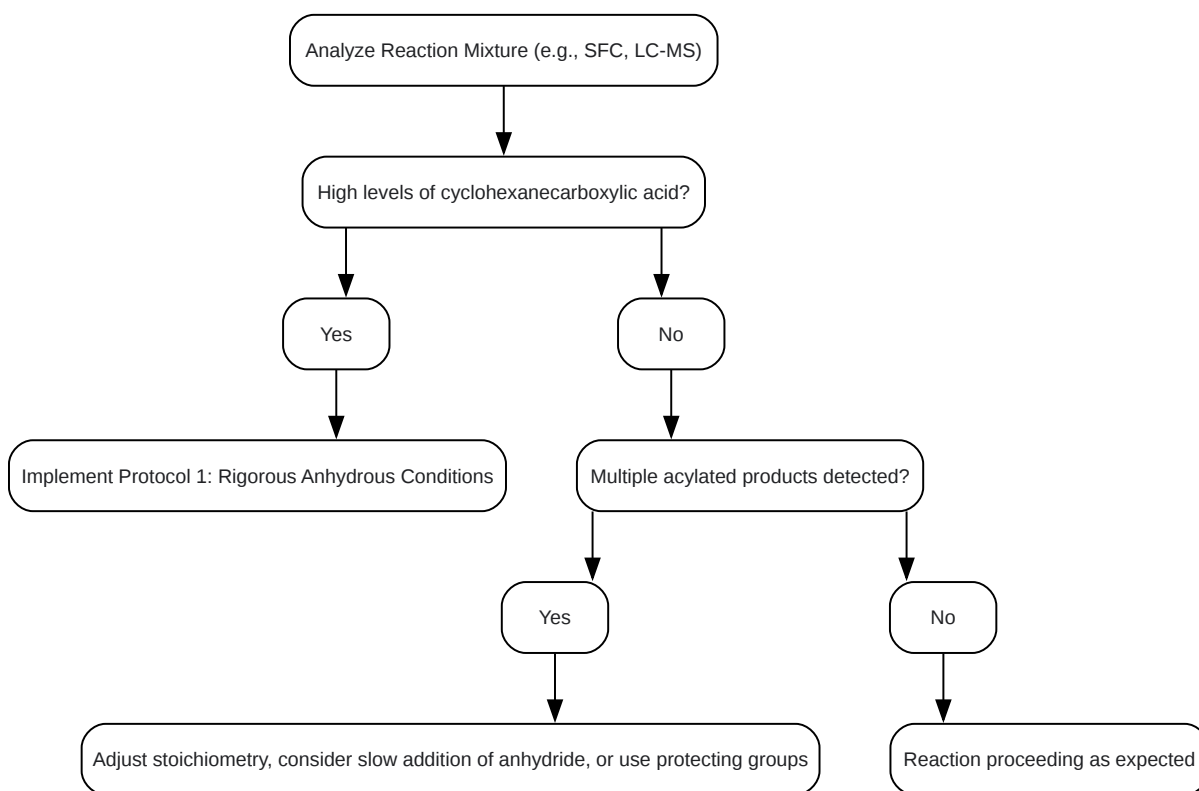 Analyze Reaction Mixture (e.g., SFC, LC-MS)
High levels of cyclohexanecarboxylic acid?
Yes
No
Implement Protocol 1: Rigorous Anhydrous Conditions
Multiple acylated products detected?
Yes
No
Adjust stoichiometry, consider slow addition of anhydride, or use protecting groups
Reaction proceeding as expected